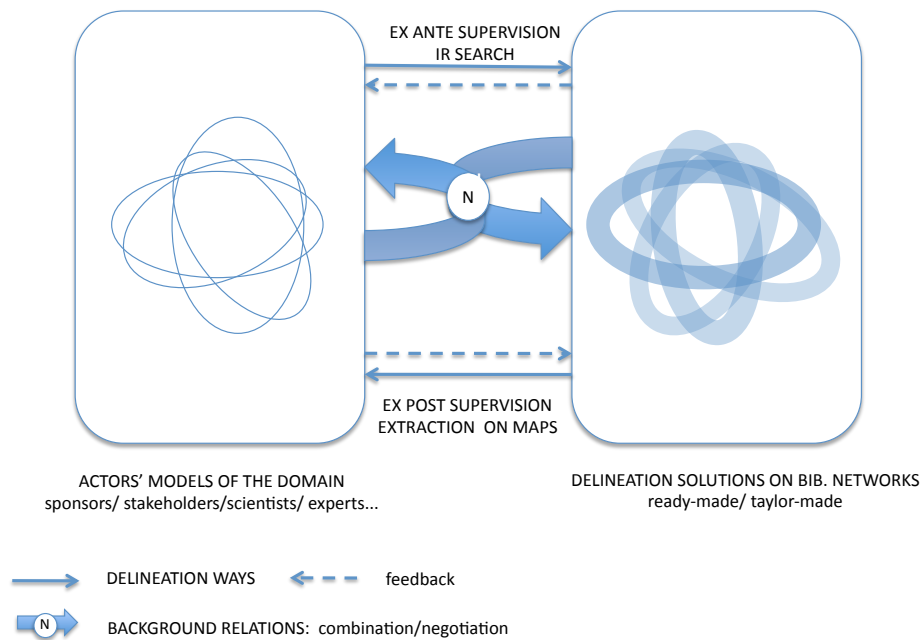 EX ANTE SUPERVISION
IR SEARCH
N
EX POST SUPERVISION
EXTRACTION ON MAPS
ACTORS' MODELS OF THE DOMAIN
sponsors/ stakeholders/scientists/ experts...
DELINEATION SOLUTIONS ON BIB. NETWORKS
ready-made/ taylor-made
DELINEATION WAYS
feedback
N
BACKGROUND RELATIONS: combination/negotiation